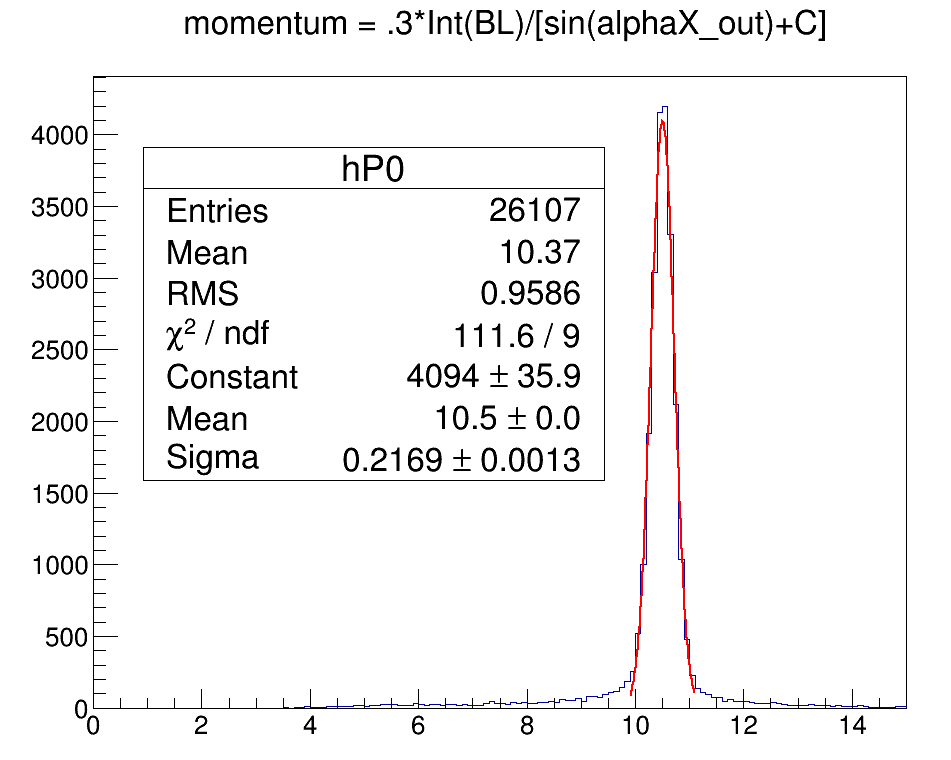 momentum = .3*Int(BL)/[sin(alphaX_out)+C]
hP0
Entries 26107
Mean 10.37
RMS 0.9586
χ² / ndf 111.6 / 9
Constant 4094 ± 35.9
Mean 10.5 ± 0.0
Sigma 0.2169 ± 0.0013
4000
3500
3000
2500
2000
1500
1000
500
0
0 2 4 6 8 10 12 14